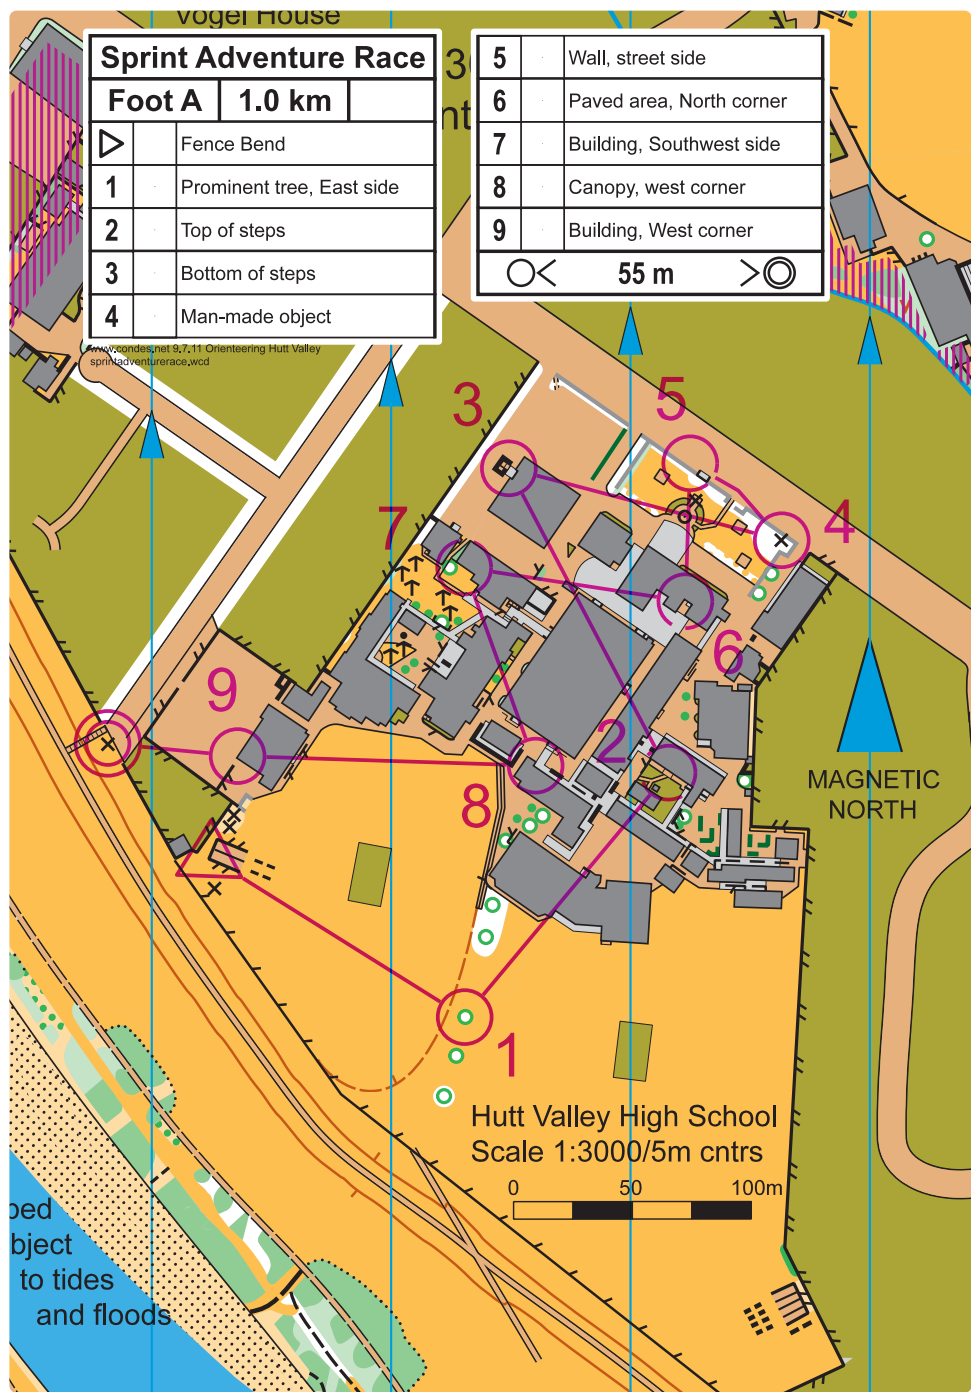 Vogel House
Sprint Adventure Race
Foot A 1.0 km
Fence Bend
1 Prominent tree, East side
2 Top of steps
3 Bottom of steps
4 Man-made object
www.condes.net 9.7.11 Orienteering Hutt Valley
sprintadventurerace.wcd
5 Wall, street side
6 Paved area, North corner
7 Building, Southwest side
8 Canopy, west corner
9 Building, West corner
55 m
3
5
4
7
6
9
2
8
1
MAGNETIC
NORTH
Hutt Valley High School
Scale 1:3000/5m cntrs
0 50 100m
bject
to tides
and floods